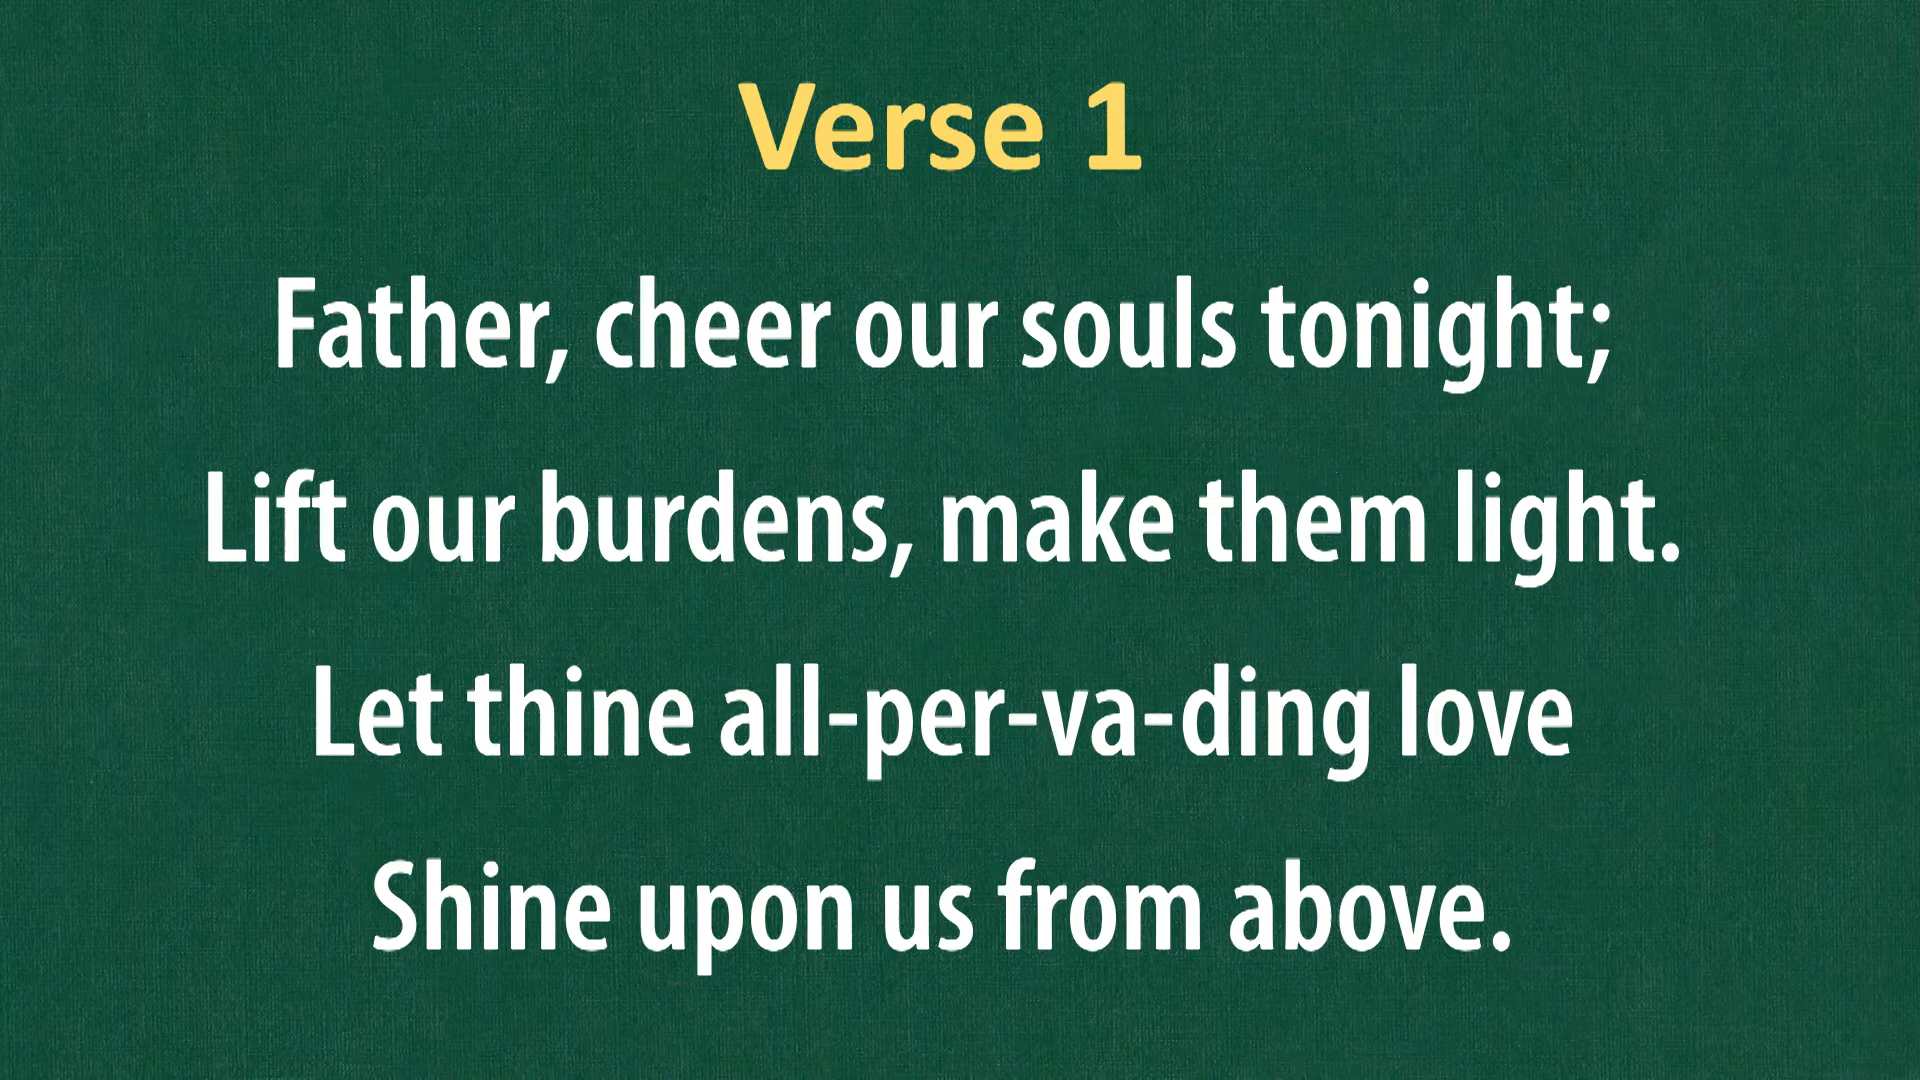 Verse 1
Father, cheer our souls tonight;
Lift our burdens, make them light.
Let thine all-per-va-ding love
Shine upon us from above.